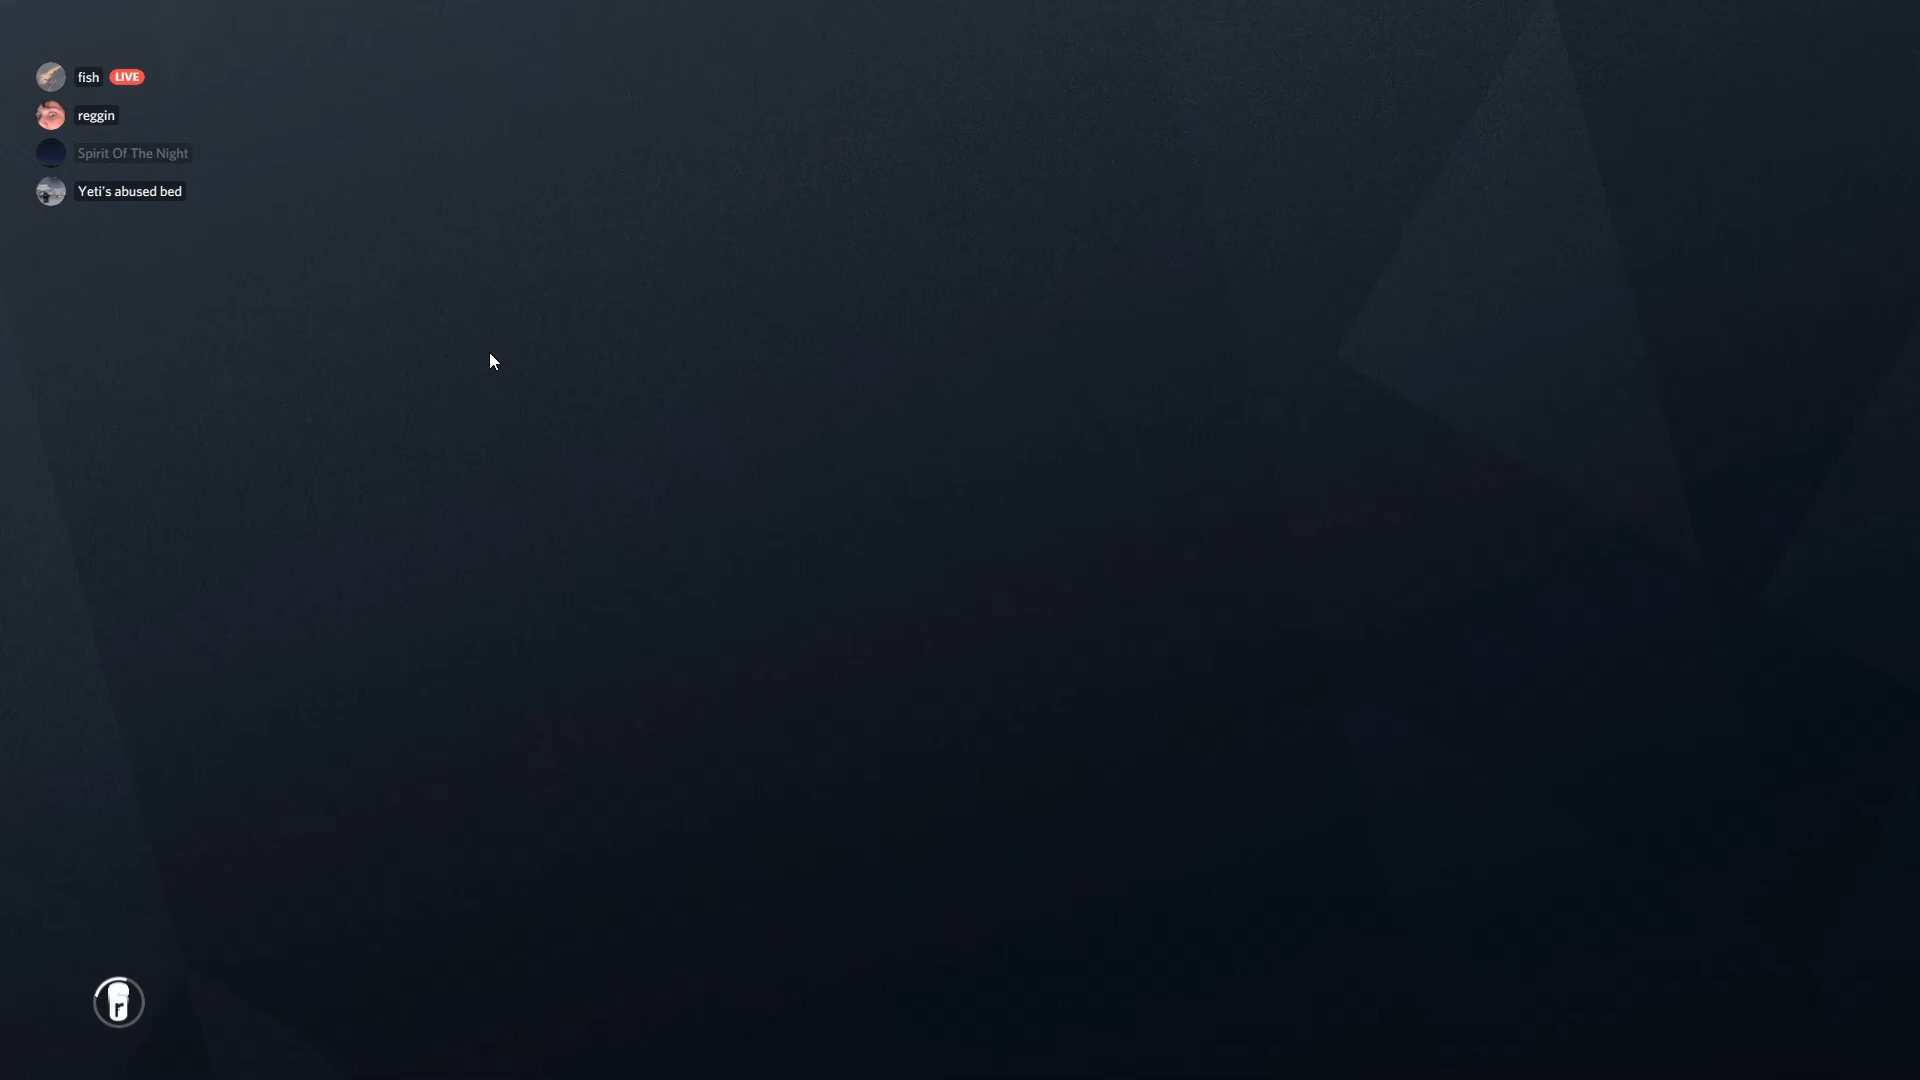 fish LIVE
reggin
Spirit Of The Night
Yeti's abused bed